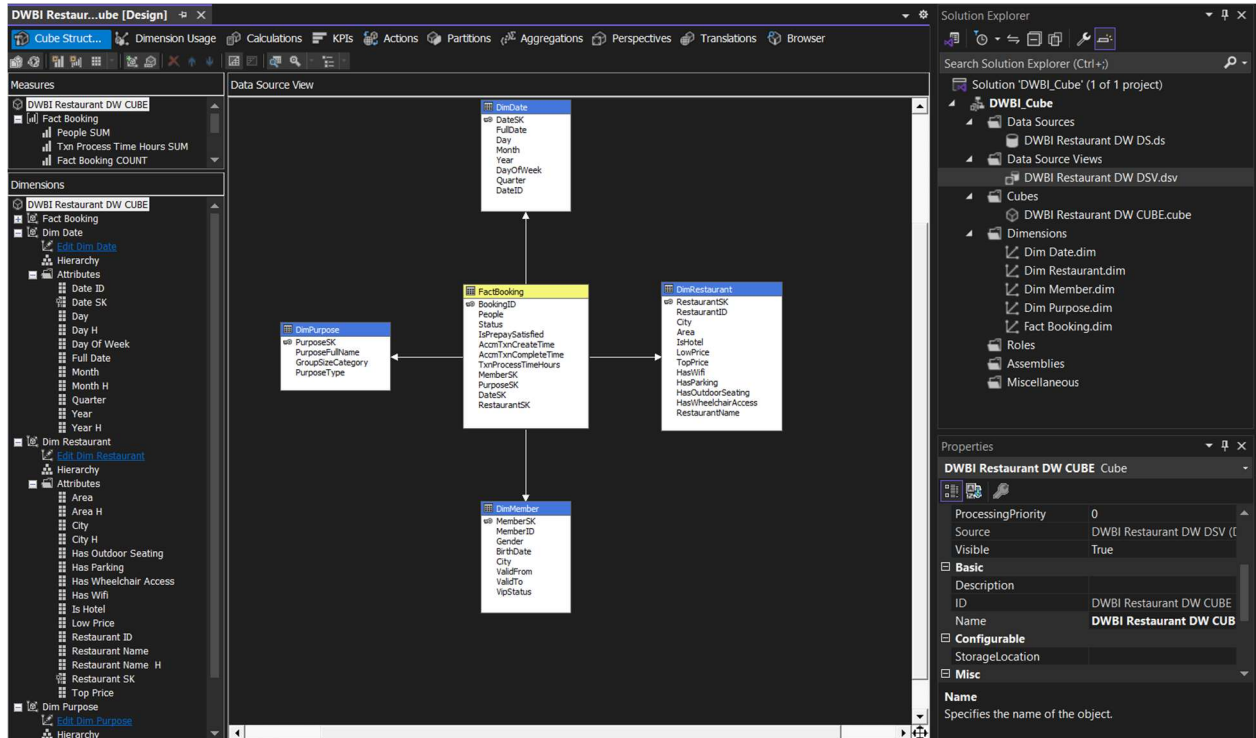 DWBI Restaur...ube [Design]
Cube Struct...
Dimension Usage
Calculations
KPIs
Actions
Partitions
Aggregations
Perspectives
Translations
Browser
Measures
DWBI Restaurant DW CUBE
Fact Booking
People SUM
Txn Process Time Hours SUM
Fact Booking COUNT
Dimensions
DWBI Restaurant DW CUBE
Fact Booking
Dim Date
Edit Dim Date
Hierarchy
Attributes
Date ID
Date SK
Day
Day H
Day Of Week
Full Date
Month
Month H
Quarter
Year
Year H
Dim Restaurant
Edit Dim Restaurant
Hierarchy
Attributes
Area
Area H
City
City H
Has Outdoor Seating
Has Parking
Has Wheelchair Access
Has Wifi
Is Hotel
Low Price
Restaurant ID
Restaurant Name
Restaurant Name H
Restaurant SK
Top Price
Dim Purpose
Edit Dim Purpose
Hierarchy
Data Source View
DimDate
DateSK
FullDate
Day
Month
Year
DayOfWeek
Quarter
DateID
DimPurpose
PurposeSK
PurposeFullName
GroupSizeCategory
PurposeType
FactBooking
BookingID
People
Status
IsPrepaySatisfied
AccmTxnCreateTime
AccmTxnCompleteTime
TxnProcessTimeHours
MemberSK
PurposeSK
DateSK
RestaurantSK
DimRestaurant
RestaurantSK
RestaurantID
City
Area
IsHotel
LowPrice
TopPrice
HasWifi
HasParking
HasOutdoorSeating
HasWheelchairAccess
RestaurantName
DimMember
MemberSK
MemberID
Gender
BirthDate
City
ValidFrom
ValidTo
VipStatus
Solution Explorer
Search Solution Explorer (Ctrl+;)
Solution 'DWBI_Cube' (1 of 1 project)
DWBI_Cube
Data Sources
DWBI Restaurant DW DS.ds
Data Source Views
DWBI Restaurant DW DSV.dsv
Cubes
DWBI Restaurant DW CUBE.cube
Dimensions
Dim Date.dim
Dim Restaurant.dim
Dim Member.dim
Dim Purpose.dim
Fact Booking.dim
Roles
Assemblies
Miscellaneous
Properties
DWBI Restaurant DW CUBE Cube
ProcessingPriority 0
Source DWBI Restaurant DW DSV (D
Visible True
Basic
Description
ID DWBI Restaurant DW CUBE
Name DWBI Restaurant DW CUB
Configurable
StorageLocation
Misc
Name
Specifies the name of the object.